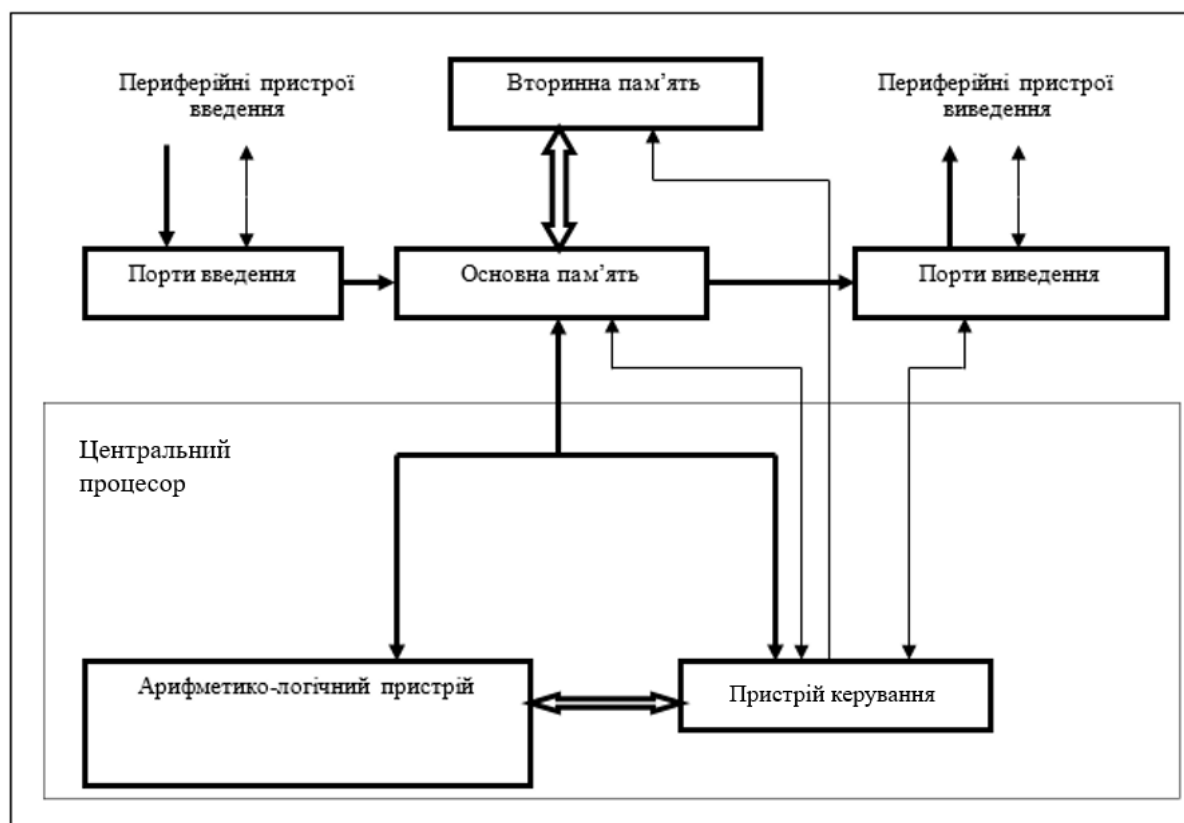 Периферійні пристрої
введення
Вторинна пам’ять
Периферійні пристрої
виведення
Порти введення
Основна пам’ять
Порти виведення
Центральний
процесор
Арифметико-логічний пристрій
Пристрій керування